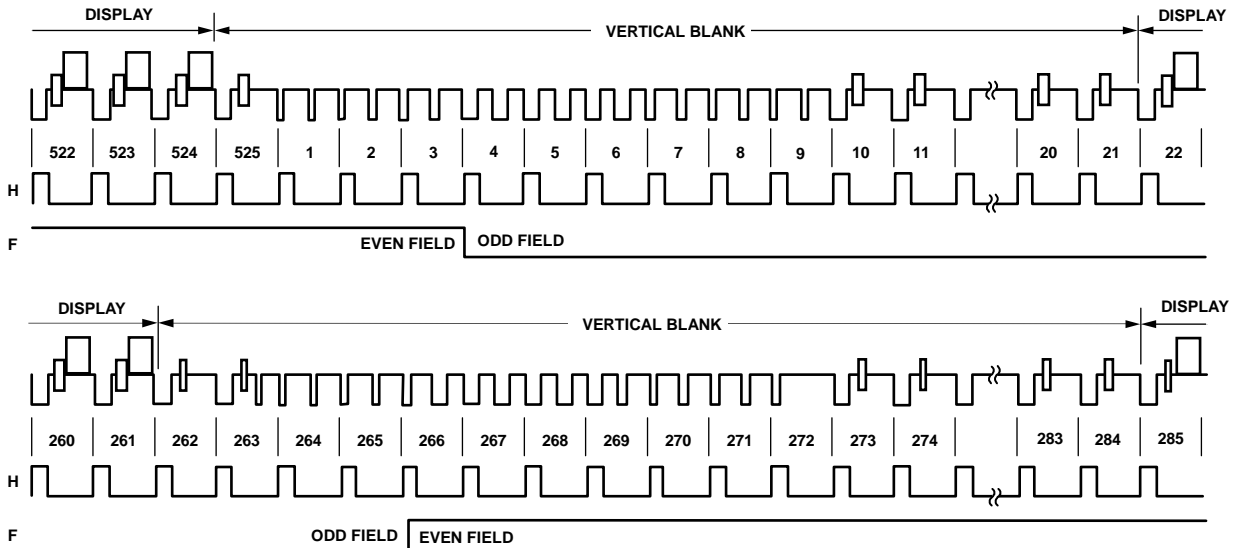 DISPLAY VERTICAL BLANK DISPLAY
522 523 524 525 1 2 3 4 5 6 7 8 9 10 11 20 21 22
H
F EVEN FIELD ODD FIELD
DISPLAY VERTICAL BLANK DISPLAY
260 261 262 263 264 265 266 267 268 269 270 271 272 273 274 283 284 285
H
F ODD FIELD EVEN FIELD